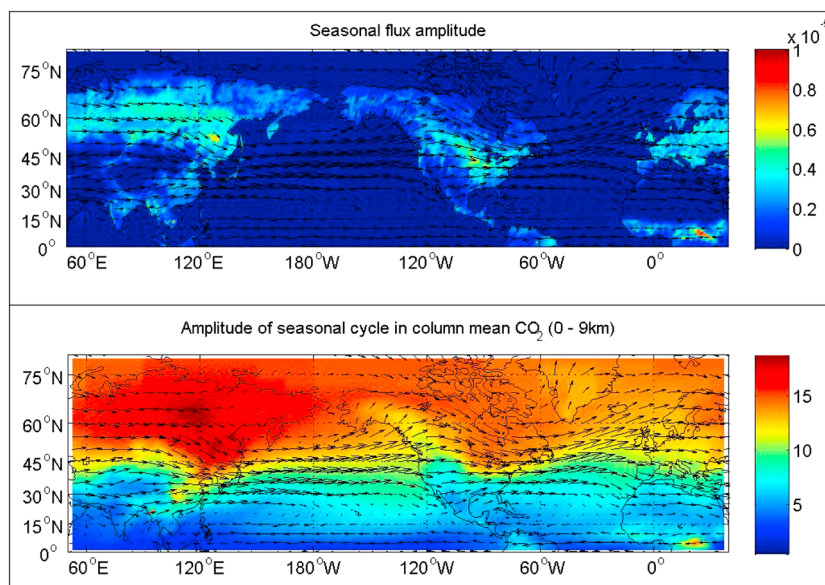 Seasonal flux amplitude
75°N
60°N
45°N
30°N
15°N
0°
60°E 120°E 180°W 120°W 60°W 0°
1
0.8
0.6
0.4
0.2
0
Amplitude of seasonal cycle in column mean CO₂ (0 - 9km)
75°N
60°N
45°N
30°N
15°N
0°
60°E 120°E 180°W 120°W 60°W 0°
15
10
5